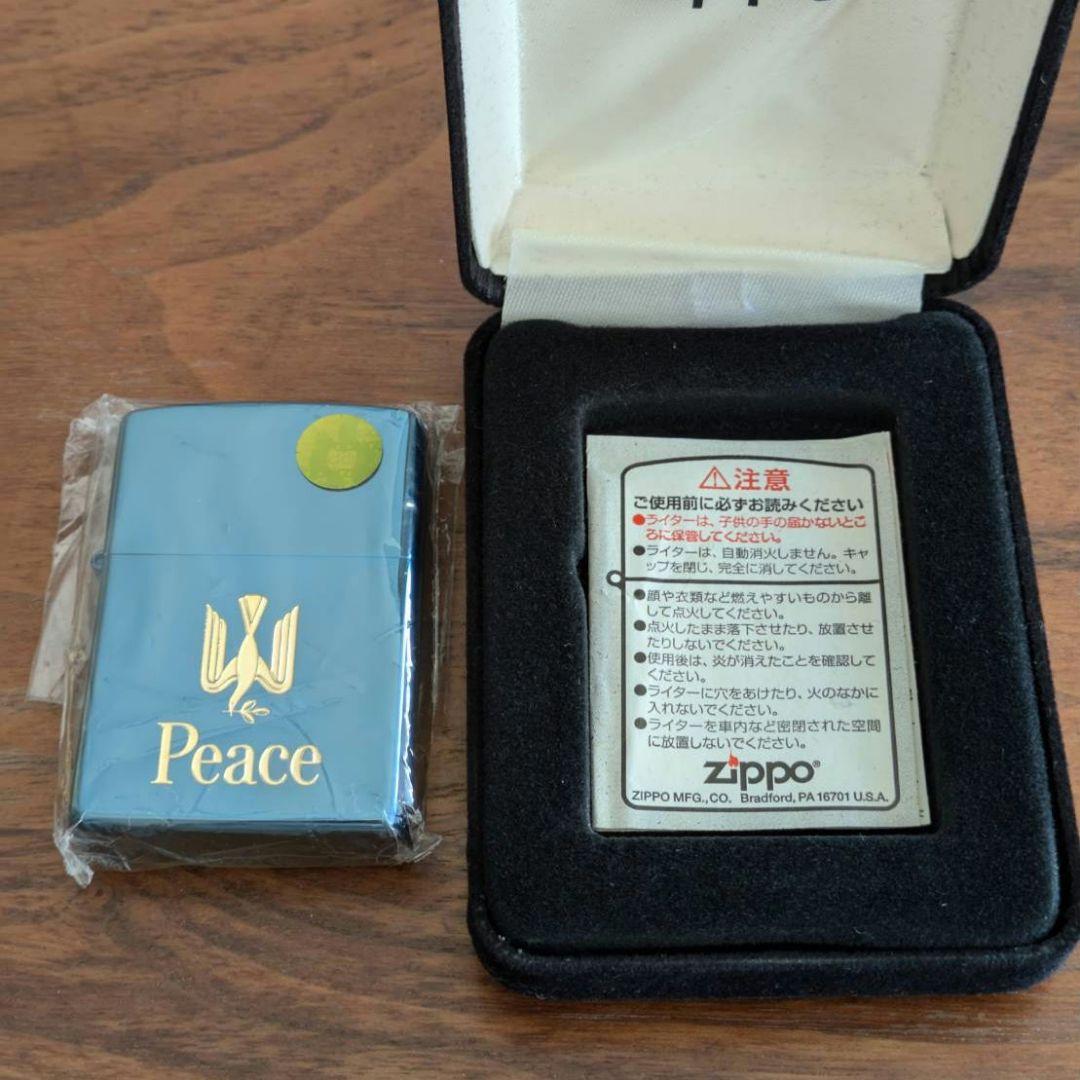 Zippo
Peace
⚠注意
ご使用前に必ずお読みください
●ライターは、子供の手の届かないとこ
ろに保管してください。
●ライターは、自動消火しません。キャ
ップを閉じ、完全に消してください。
●顔や衣類など燃えやすいものから離
して点火してください。
●点火したまま落下させたり、放置させ
たりしないでください。
●使用後は、炎が消えたことを確認して
ください。
●ライターに穴をあけたり、火のなかに
入れないでください。
●ライターを車内など密閉された空間
に放置しないでください。
zippo®
ZIPPO MFG.,CO. Bradford, PA 16701 U.S.A.